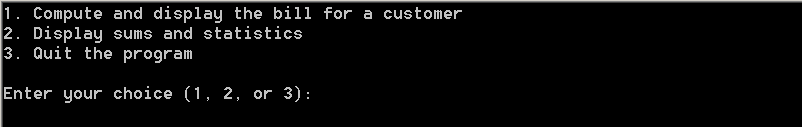 1. Compute and display the bill for a customer
2. Display sums and statistics
3. Quit the program
Enter your choice (1, 2, or 3):